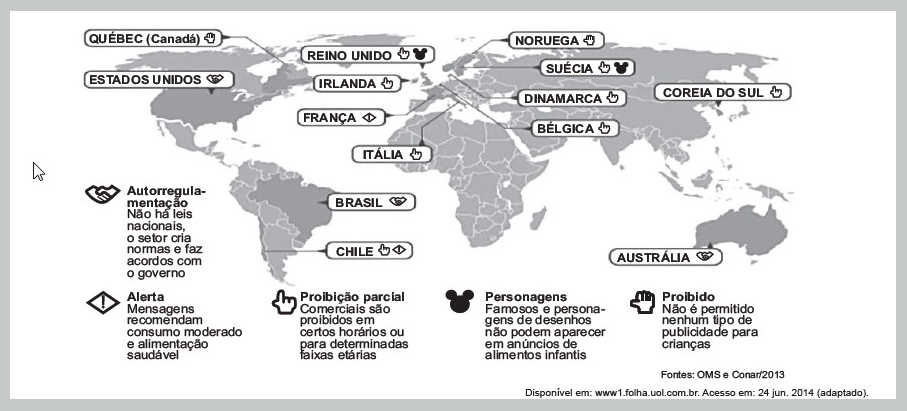 QUÉBEC (Canadá)
NORUEGA
REINO UNIDO
SUÉCIA
ESTADOS UNIDOS
IRLANDA
COREIA DO SUL
DINAMARCA
FRANÇA
BÉLGICA
ITÁLIA
BRASIL
CHILE
AUSTRÁLIA
Autorregula-
mentação
Não há leis
nacionais,
o setor cria
normas e faz
acordos com
o governo
Alerta
Mensagens
recomendam
consumo moderado
e alimentação
saudável
Proibição parcial
Comerciais são
proibidos em
certos horários ou
para determinadas
faixas etárias
Personagens
Famosos e persona-
gens de desenhos
não podem aparecer
em anúncios de
alimentos infantis
Proibido
Não é permitido
nenhum tipo de
publicidade para
crianças
Fontes: OMS e Conar/2013
Disponível em: www1.folha.uol.com.br. Acesso em: 24 jun. 2014 (adaptado).